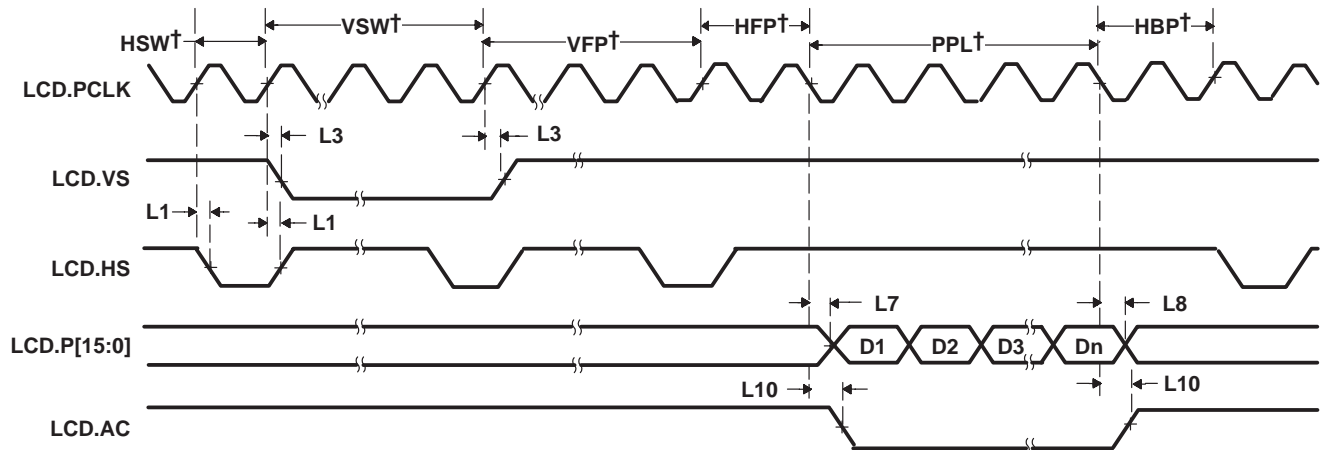 HSW†
VSW†
VFP†
HFP†
PPL†
HBP†
LCD.PCLK
L3
L3
LCD.VS
L1
L1
LCD.HS
L7
L8
LCD.P[15:0]
D1
D2
D3
Dn
L10
L10
LCD.AC